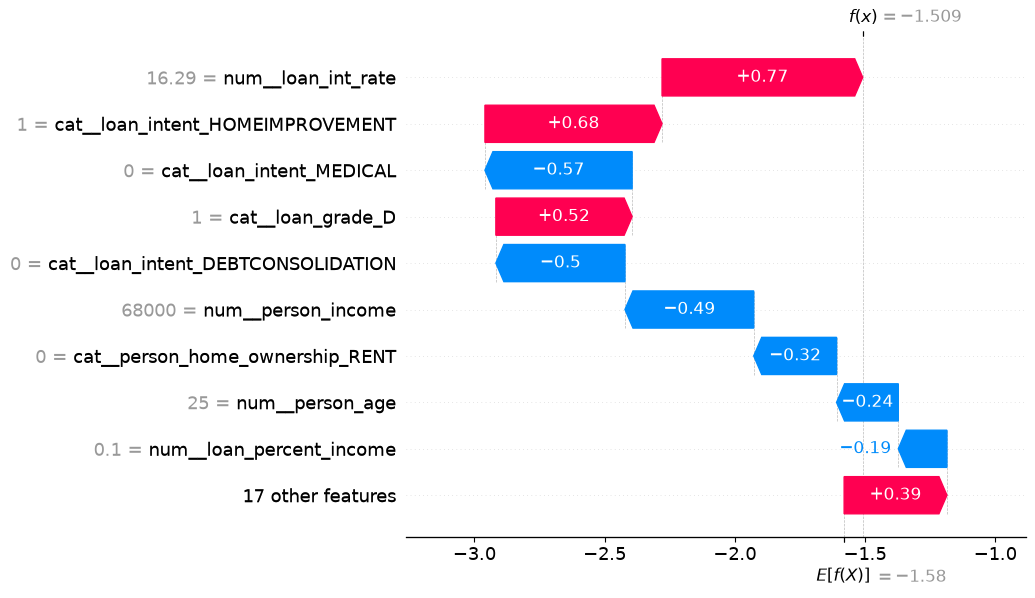 f(x) = −1.509
16.29 = num__loan_int_rate
+0.77
1 = cat__loan_intent_HOMEIMPROVEMENT
+0.68
0 = cat__loan_intent_MEDICAL
−0.57
1 = cat__loan_grade_D
+0.52
0 = cat__loan_intent_DEBTCONSOLIDATION
−0.5
68000 = num__person_income
−0.49
0 = cat__person_home_ownership_RENT
−0.32
25 = num__person_age
−0.24
0.1 = num__loan_percent_income
−0.19
17 other features
+0.39
−3.0 −2.5 −2.0 −1.5 −1.0
E[f(X)] = −1.58